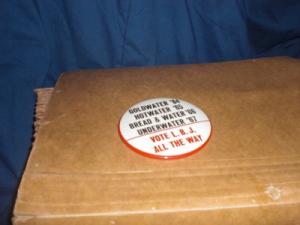 GOLDWATER '64
HOTWATER '65
BREAD & WATER '66
UNDERWATER '67
VOTE L. B. J.
ALL THE WAY